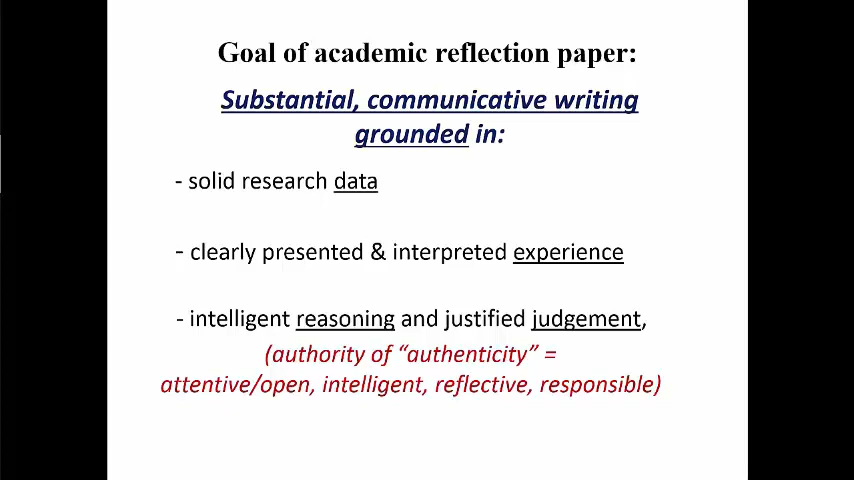 Goal of academic reflection paper:
Substantial, communicative writing
grounded in:
- solid research data
- clearly presented & interpreted experience
- intelligent reasoning and justified judgement,
(authority of “authenticity” =
attentive/open, intelligent, reflective, responsible)